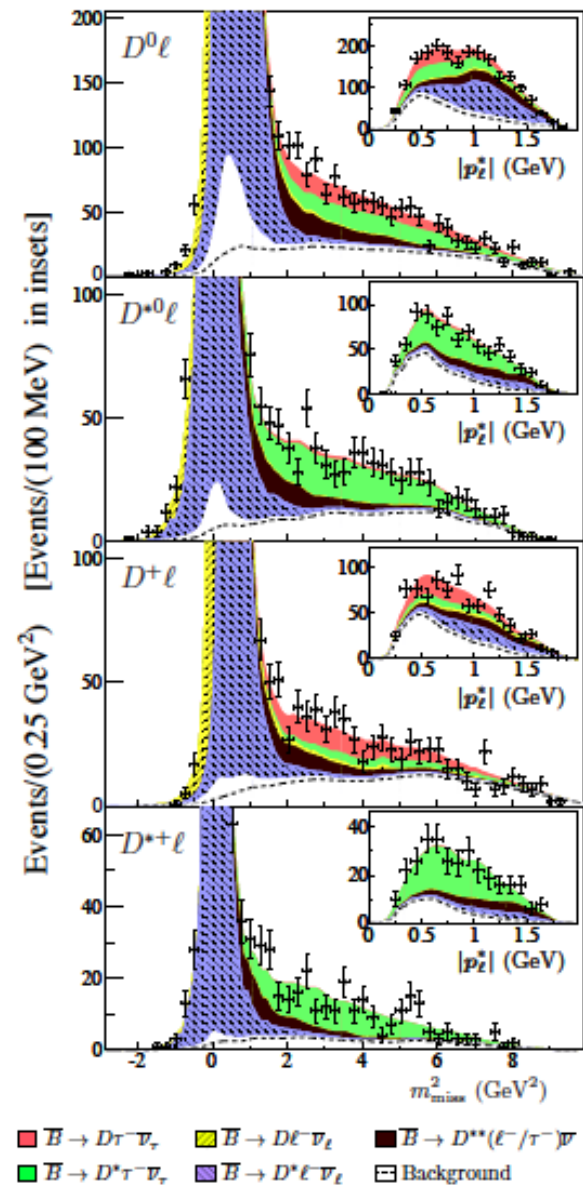 Events/(0.25 GeV²) [Events/(100 MeV) in insets]
D⁰ℓ
200
150
100
50
0
200
100
0
0 0.5 1 1.5
|p*ℓ| (GeV)
D*⁰ℓ
100
50
0
100
50
0
0 0.5 1 1.5
|p*ℓ| (GeV)
D⁺ℓ
100
50
0
100
50
0
0 0.5 1 1.5
|p*ℓ| (GeV)
D*⁺ℓ
60
40
20
0
40
20
0
0 0.5 1 1.5
|p*ℓ| (GeV)
-2 0 2 4 6 8
m²miss (GeV²)
B̅ → Dτ⁻ν̅τ B̅ → Dℓ⁻ν̅ℓ B̅ → D**(ℓ⁻/τ⁻)ν̅
B̅ → D*τ⁻ν̅τ B̅ → D*ℓ⁻ν̅ℓ Background